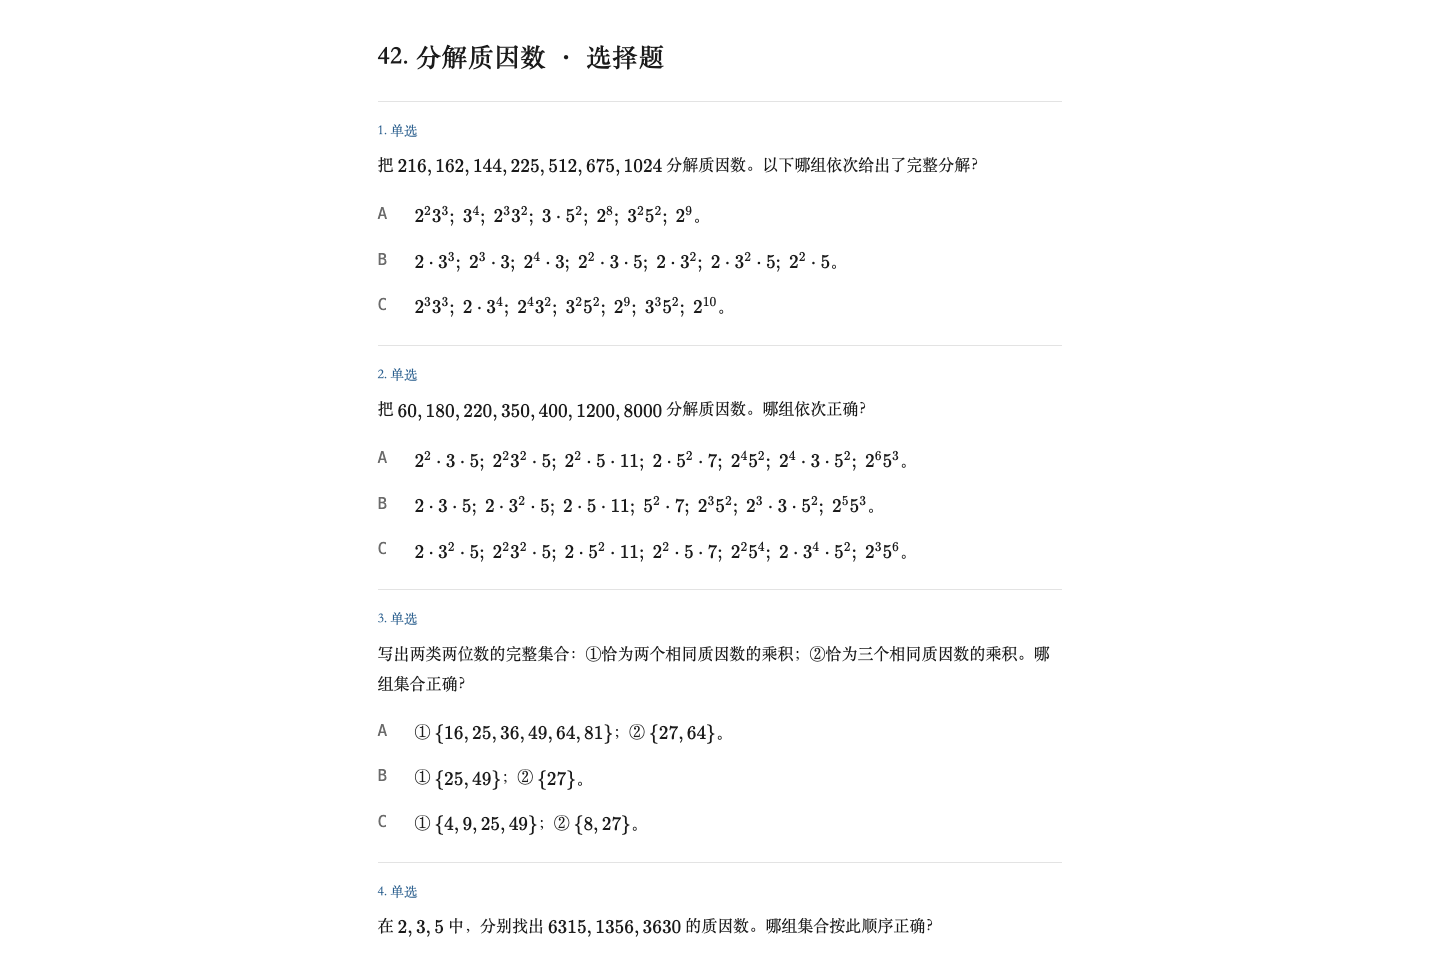 42. 分解质因数 · 选择题
1. 单选
把 216, 162, 144, 225, 512, 675, 1024 分解质因数。以下哪组依次给出了完整分解?
A 2²3³; 3⁴; 2³3²; 3 · 5²; 2⁸; 3²5²; 2⁹。
B 2 · 3³; 2³ · 3; 2⁴ · 3; 2² · 3 · 5; 2 · 3²; 2 · 3² · 5; 2² · 5。
C 2³3³; 2 · 3⁴; 2⁴3²; 3²5²; 2⁹; 3³5²; 2¹⁰。
2. 单选
把 60, 180, 220, 350, 400, 1200, 8000 分解质因数。哪组依次正确?
A 2² · 3 · 5; 2²3² · 5; 2² · 5 · 11; 2 · 5² · 7; 2⁴5²; 2⁴ · 3 · 5²; 2⁶5³。
B 2 · 3 · 5; 2 · 3² · 5; 2 · 5 · 11; 5² · 7; 2³5²; 2³ · 3 · 5²; 2⁵5³。
C 2 · 3² · 5; 2²3² · 5; 2 · 5² · 11; 2² · 5 · 7; 2²5⁴; 2 · 3⁴ · 5²; 2³5⁶。
3. 单选
写出两类两位数的完整集合：①恰为两个相同质因数的乘积；②恰为三个相同质因数的乘积。哪
组集合正确?
A ① {16, 25, 36, 49, 64, 81}；② {27, 64}。
B ① {25, 49}；② {27}。
C ① {4, 9, 25, 49}；② {8, 27}。
4. 单选
在 2, 3, 5 中，分别找出 6315, 1356, 3630 的质因数。哪组集合按此顺序正确?